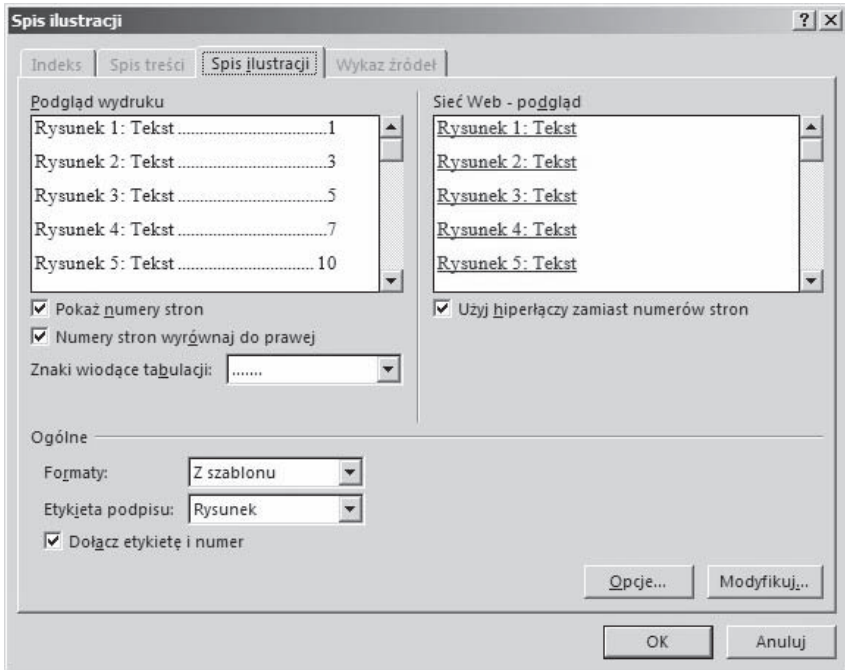 Spis ilustracji
Indeks Spis treści Spis ilustracji Wykaz źródeł
Podgląd wydruku
Rysunek 1: Tekst ................................1
Rysunek 2: Tekst ................................3
Rysunek 3: Tekst ................................5
Rysunek 4: Tekst ................................7
Rysunek 5: Tekst ............................. 10
Pokaż numery stron
Numery stron wyrównaj do prawej
Znaki wiodące tabulacji: .......
Sieć Web - podgląd
Rysunek 1: Tekst
Rysunek 2: Tekst
Rysunek 3: Tekst
Rysunek 4: Tekst
Rysunek 5: Tekst
Użyj hiperłączy zamiast numerów stron
Ogólne
Formaty: Z szablonu
Etykieta podpisu: Rysunek
Dołącz etykietę i numer
Opcje... Modyfikuj...
OK Anuluj